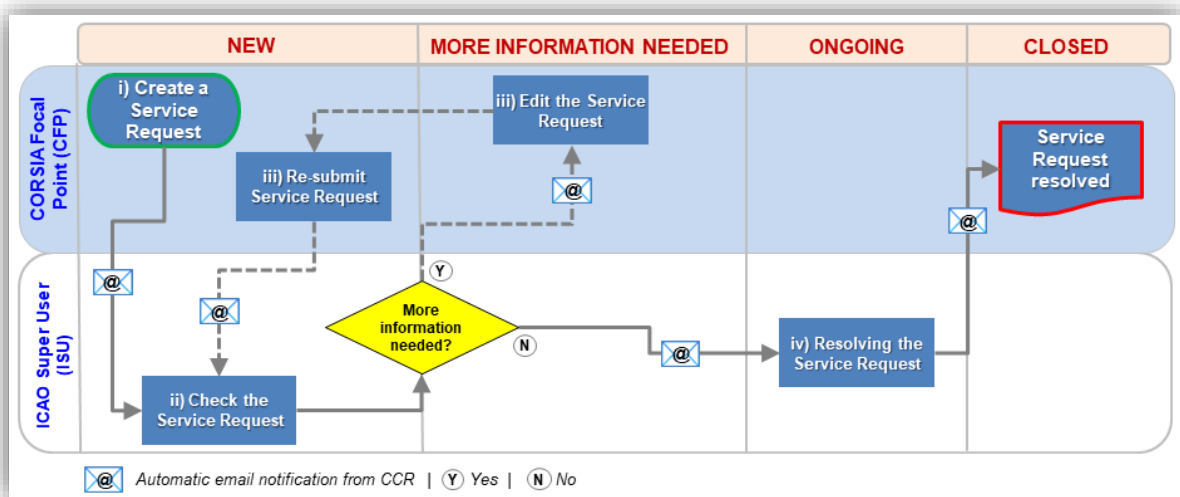 NEW
MORE INFORMATION NEEDED
ONGOING
CLOSED
CORSIA Focal
Point (CFP)
i) Create a
Service
Request
iii) Re-submit
Service Request
iii) Edit the Service
Request
Service
Request
resolved
@
@
@
@
@
ICAO Super User
(ISU)
ii) Check the
Service Request
More
information
needed?
Y
N
iv) Resolving the
Service Request
@ Automatic email notification from CCR | Y Yes | N No